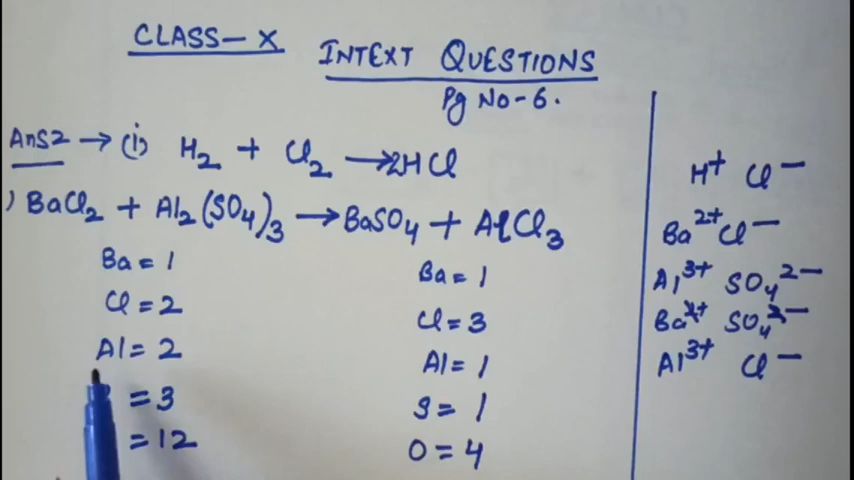 CLASS-X
INTEXT QUESTIONS
Pg No-6.
Ans2 → (i) H₂ + Cl₂ → 2HCl
) BaCl₂ + Al₂(SO₄)₃ → BaSO₄ + AlCl₃
Ba = 1
Cl = 2
Al = 2
= 3
= 12
Ba = 1
Cl = 3
Al = 1
S = 1
O = 4
H⁺ Cl⁻
Ba²⁺ Cl⁻
Al³⁺ SO₄²⁻
Ba²⁺ SO₄²⁻
Al³⁺ Cl⁻